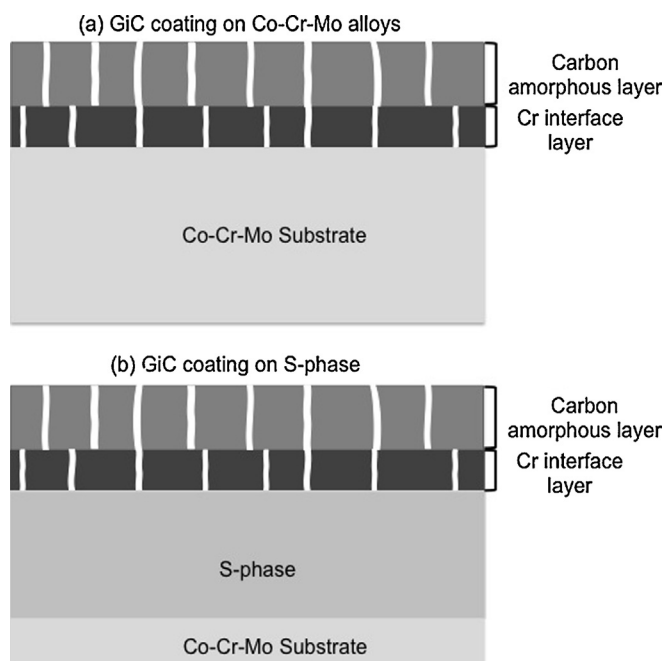 (a) GiC coating on Co-Cr-Mo alloys
Carbon
amorphous layer
Cr interface
layer
Co-Cr-Mo Substrate
(b) GiC coating on S-phase
Carbon
amorphous layer
Cr interface
layer
S-phase
Co-Cr-Mo Substrate